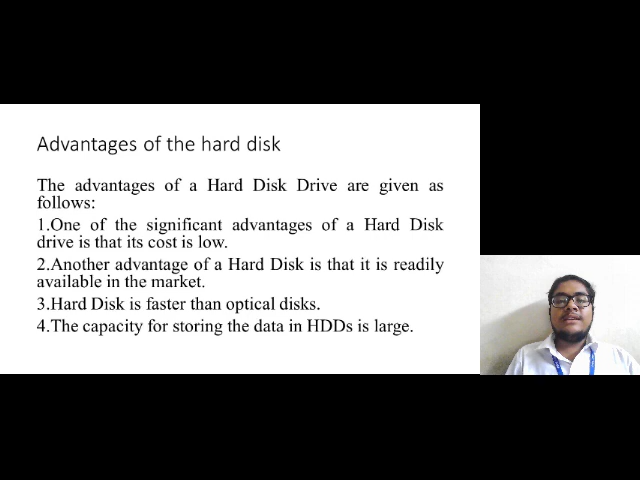 Advantages of the hard disk
The advantages of a Hard Disk Drive are given as
follows:
1.One of the significant advantages of a Hard Disk
drive is that its cost is low.
2.Another advantage of a Hard Disk is that it is readily
available in the market.
3.Hard Disk is faster than optical disks.
4.The capacity for storing the data in HDDs is large.